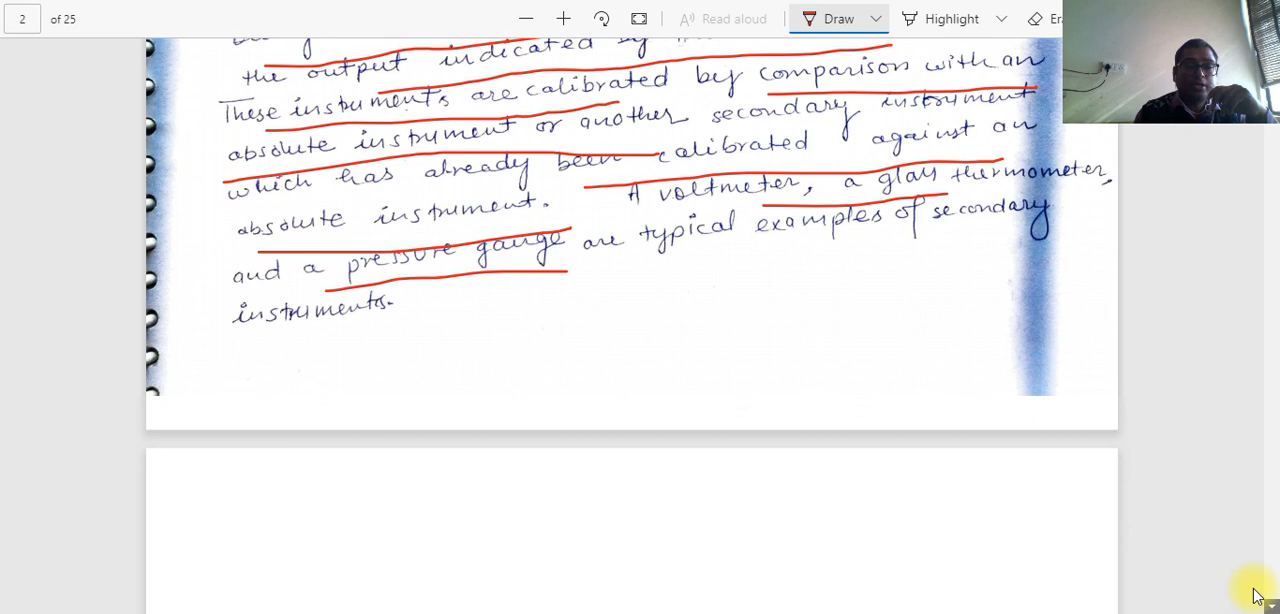 2 of 25
Read aloud
Draw
Highlight
the output indicated by
These instruments are calibrated by comparison with an
absolute instrument or another secondary instrument
which has already been calibrated against an
absolute instrument. A voltmeter, a glass thermometer,
and a pressure gauge are typical examples of secondary
instruments.